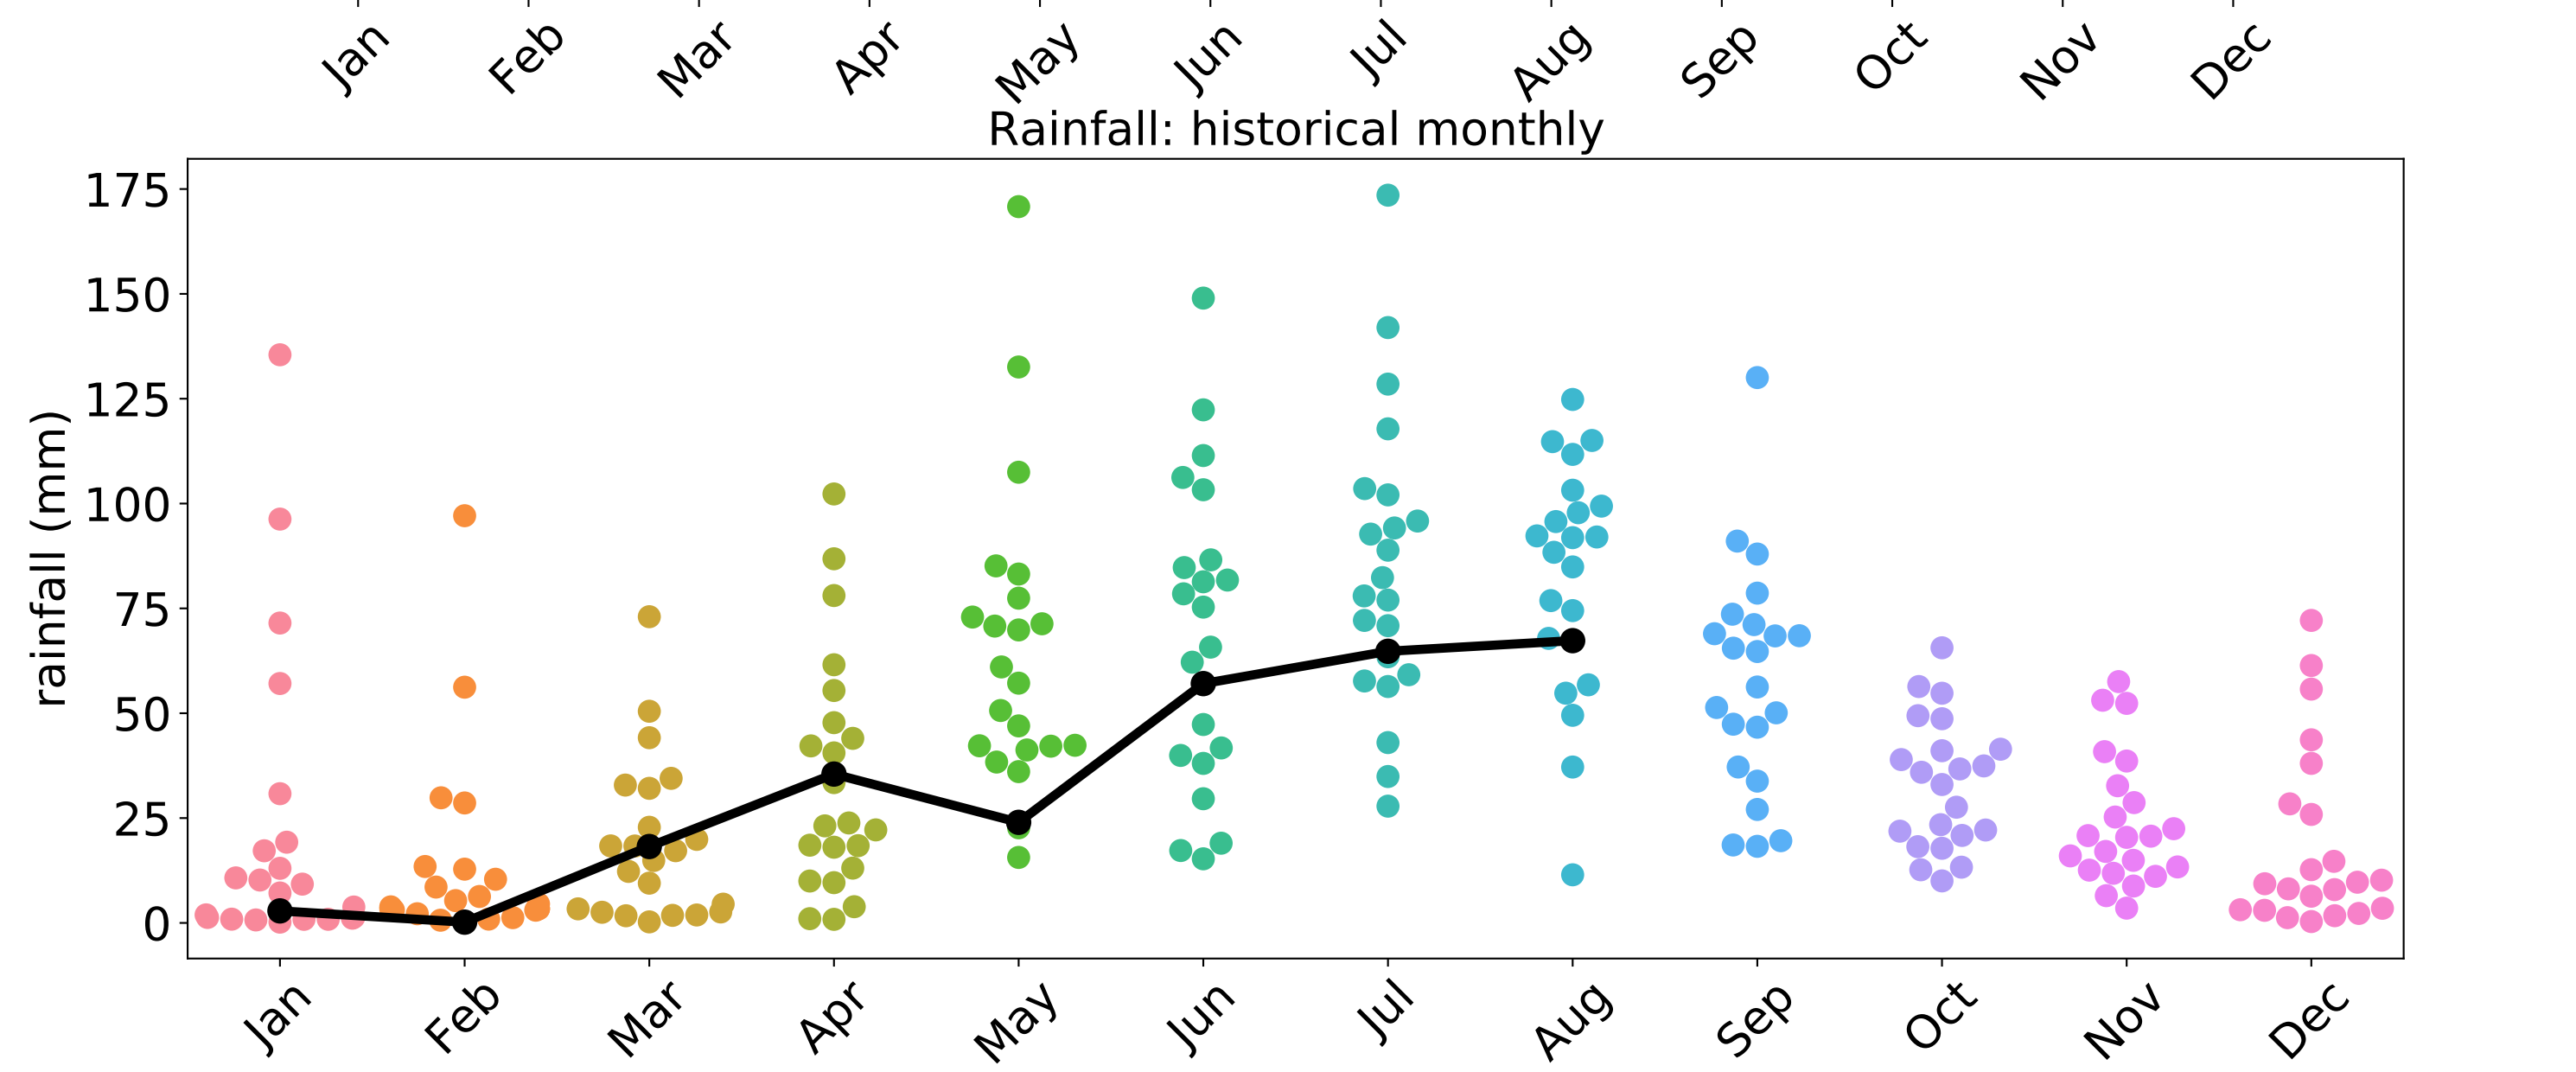 Jan Feb Mar Apr May Jun Jul Aug Sep Oct Nov Dec
Rainfall: historical monthly
rainfall (mm)
175
150
125
100
75
50
25
0
Jan Feb Mar Apr May Jun Jul Aug Sep Oct Nov Dec